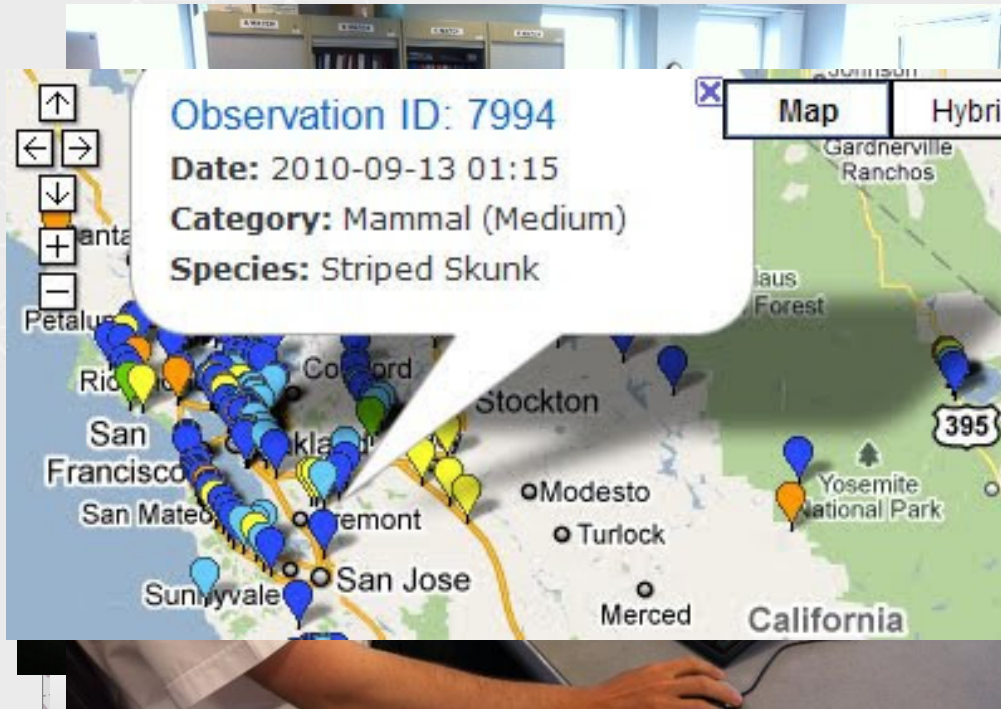 Observation ID: 7994
Date: 2010-09-13 01:15
Category: Mammal (Medium)
Species: Striped Skunk
Map
Gardnerville
Ranchos
Forest
Stockton
395
San
Francisco
Modesto
Yosemite
National Park
San Mateo
Turlock
San Jose
Sunnyvale
Merced
California